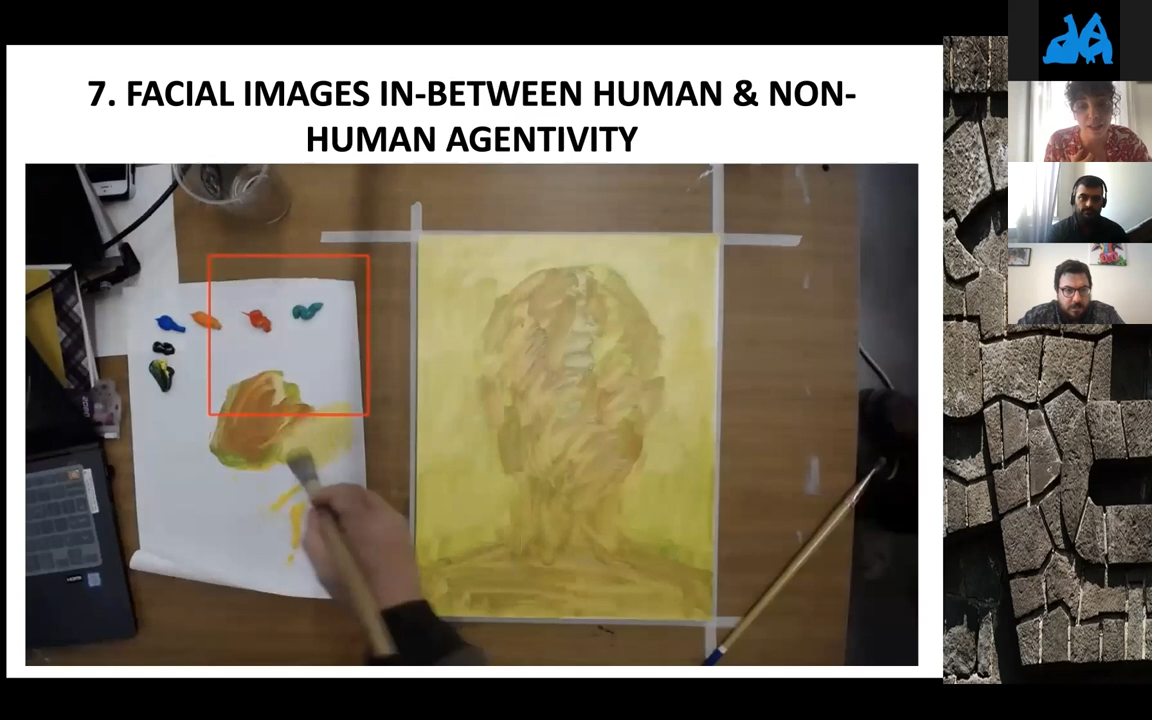 7. FACIAL IMAGES IN-BETWEEN HUMAN & NON-
HUMAN AGENTIVITY